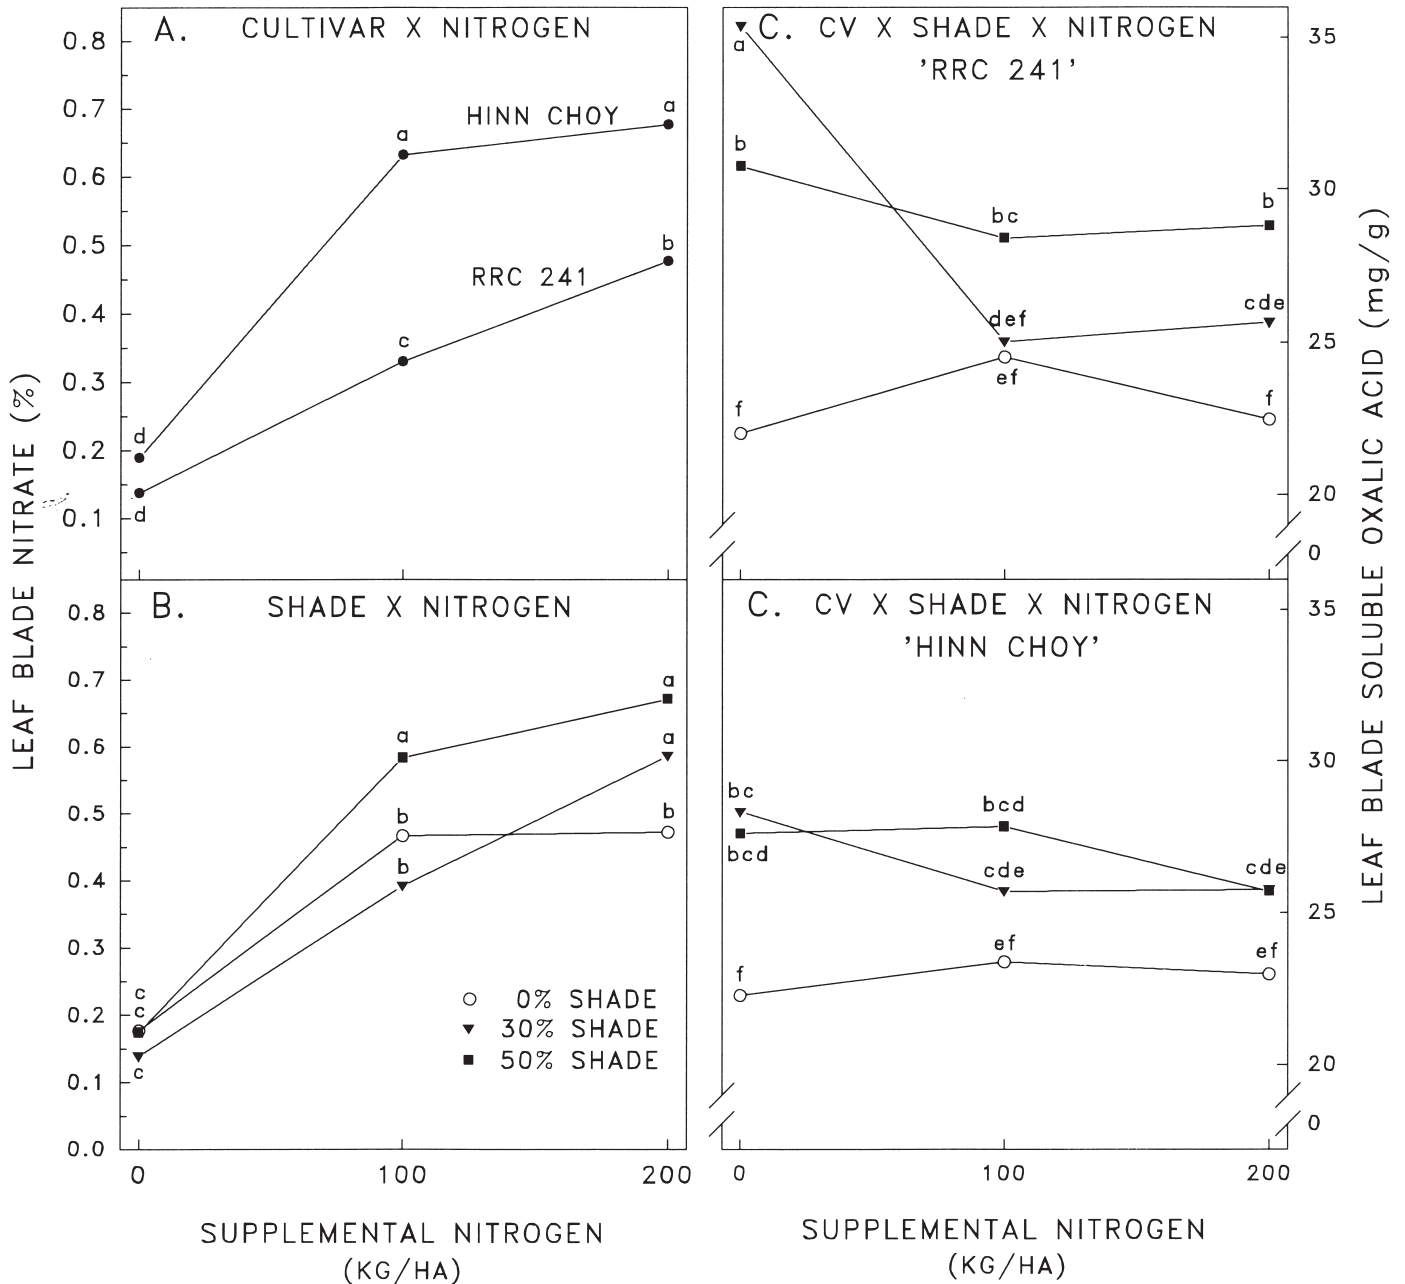 A. CULTIVAR X NITROGEN
0.8
0.7
0.6
0.5
0.4
0.3
0.2
0.1
HINN CHOY
a
a
RRC 241
b
c
d
d
LEAF BLADE NITRATE (%)
B. SHADE X NITROGEN
0.8
0.7
0.6
0.5
0.4
0.3
0.2
0.1
0.0
a
a
a
b
b
b
c
c
c
0% SHADE
30% SHADE
50% SHADE
0 100 200
SUPPLEMENTAL NITROGEN
(KG/HA)
C. CV X SHADE X NITROGEN
'RRC 241'
35
30
25
20
0
a
b
bc
b
def
cde
f
ef
f
C. CV X SHADE X NITROGEN
'HINN CHOY'
35
30
25
20
0
bc
bcd
bcd
cde
cde
f
ef
ef
0 100 200
SUPPLEMENTAL NITROGEN
(KG/HA)
LEAF BLADE SOLUBLE OXALIC ACID (mg/g)